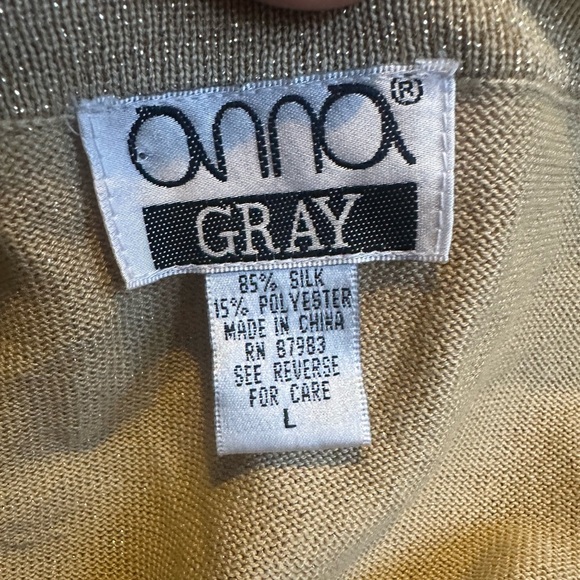 anna®
GRAY
85% SILK
15% POLYESTER
MADE IN CHINA
RN 87983
SEE REVERSE
FOR CARE
L